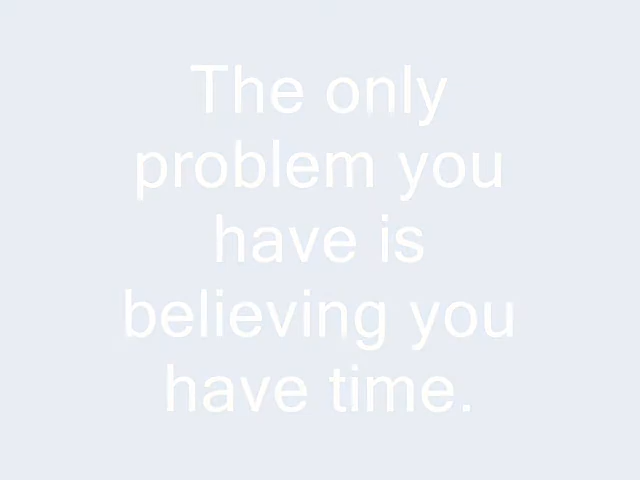 The only
problem you
have is
believing you
have time.